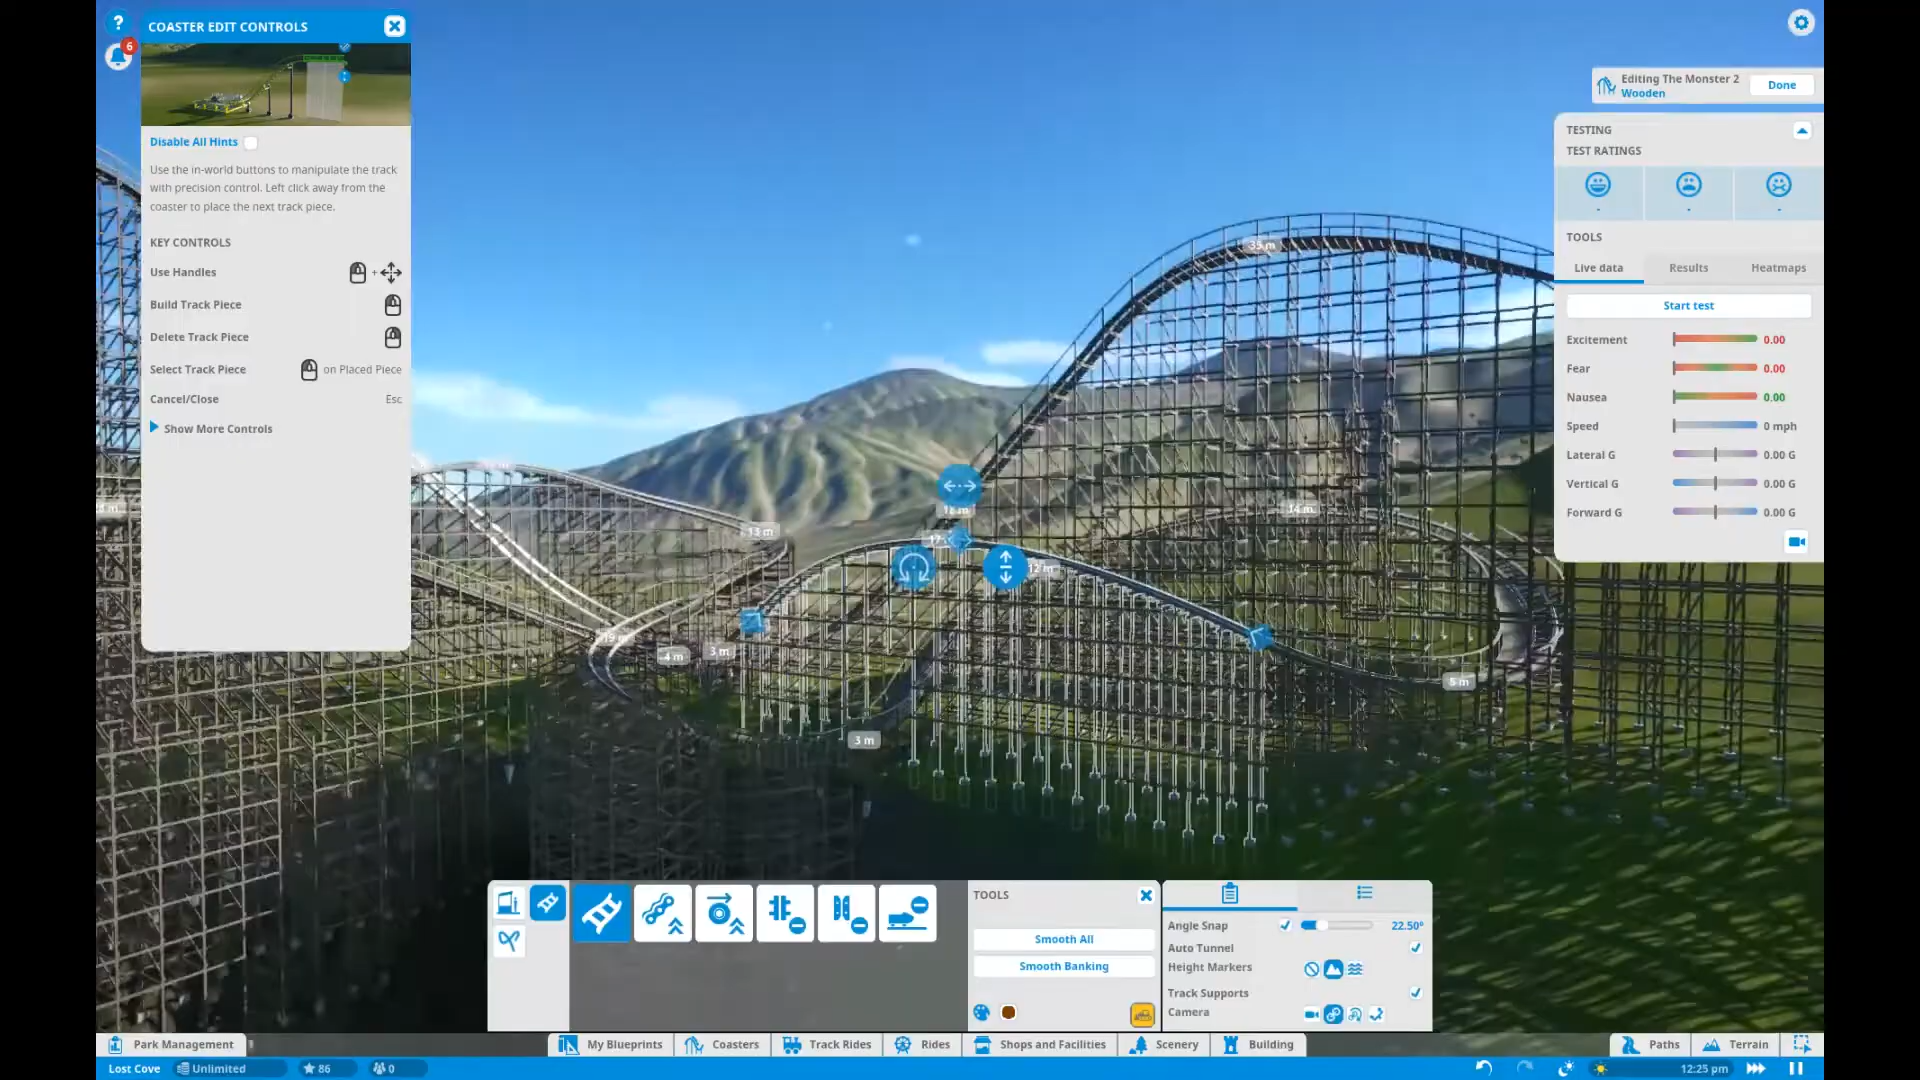 ?
COASTER EDIT CONTROLS
6
Disable All Hints
Use the in-world buttons to manipulate the track
with precision control. Left click away from the
coaster to place the next track piece.
KEY CONTROLS
Use Handles +
Build Track Piece
Delete Track Piece
Select Track Piece on Placed Piece
Cancel/Close Esc
Show More Controls
Editing The Monster 2
Wooden
Done
TESTING
TEST RATINGS
- - -
TOOLS
Live data Results Heatmaps
Start test
Excitement 0.00
Fear 0.00
Nausea 0.00
Speed 0 mph
Lateral G 0.00 G
Vertical G 0.00 G
Forward G 0.00 G
35 m
14 m
13 m
12 m
19 m
4 m
3 m
5 m
3 m
TOOLS
Smooth All
Smooth Banking
Angle Snap 22.50°
Auto Tunnel
Height Markers
Track Supports
Camera
Park Management
My Blueprints Coasters Track Rides Rides Shops and Facilities Scenery Building Paths Terrain
Lost Cove Unlimited 86 0 12:25 pm